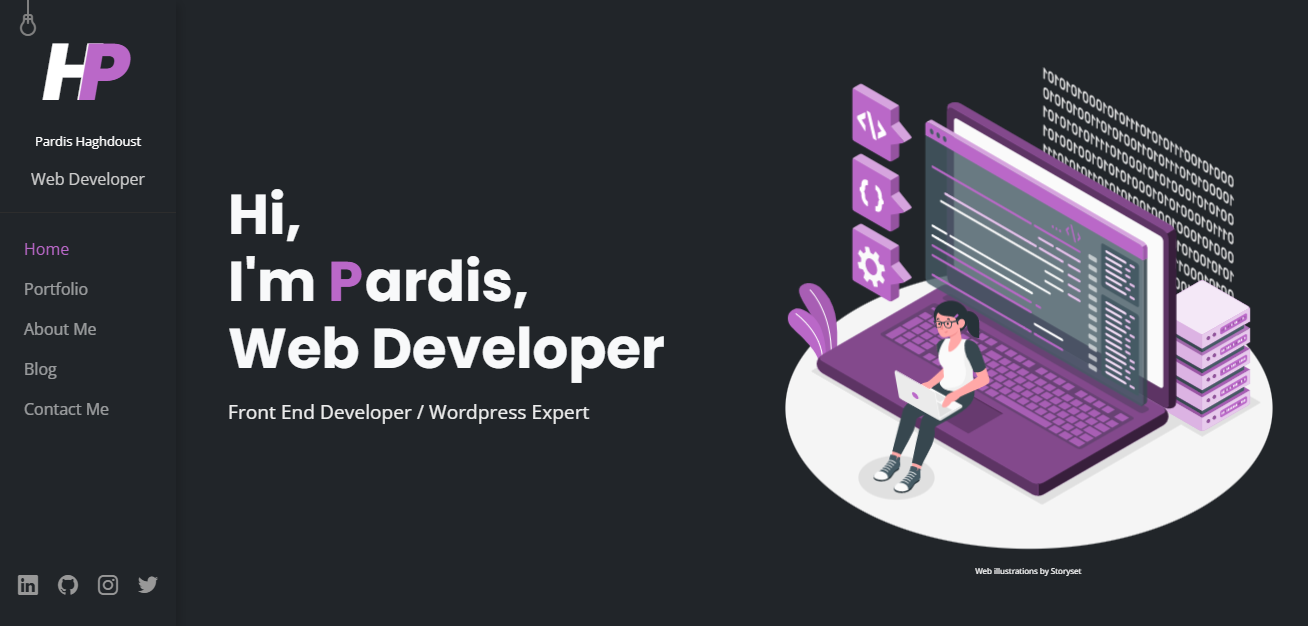 HP
Pardis Haghdoust
Web Developer
Home
Portfolio
About Me
Blog
Contact Me
Hi,
I'm Pardis,
Web Developer
Front End Developer / Wordpress Expert
Web illustrations by Storyset